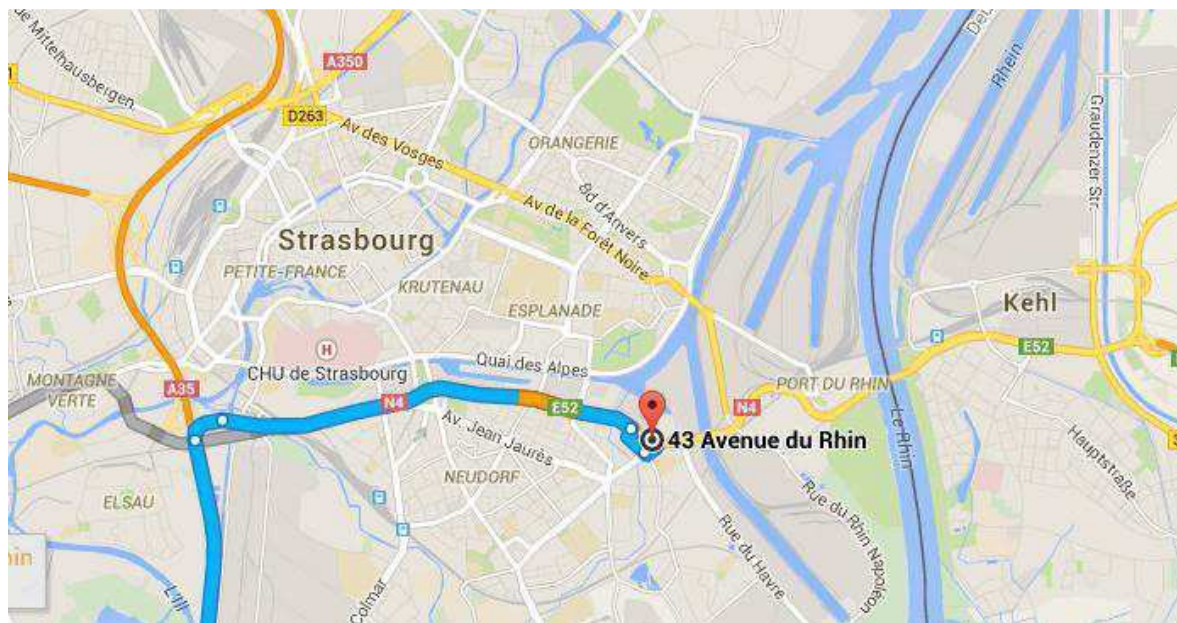 de Mittelhausbergen
A350
D263
Av des Vosges
ORANGERIE
Bd d'Anvers
Av de la Forêt Noire
Strasbourg
PETITE-FRANCE
KRUTENAU
ESPLANADE
Rhein
Graudenzer Str.
Kehl
E52
H
CHU de Strasbourg
Quai des Alpes
MONTAGNE
VERTE
A35
N4
E52
PORT DU RHIN
N4
Le Rhin
43 Avenue du Rhin
Av. Jean Jaurès
NEUDORF
ELSAU
Hauptstraße
Rue du Rhin Napoléon
Rue du Havre
Colmar
L'Ill